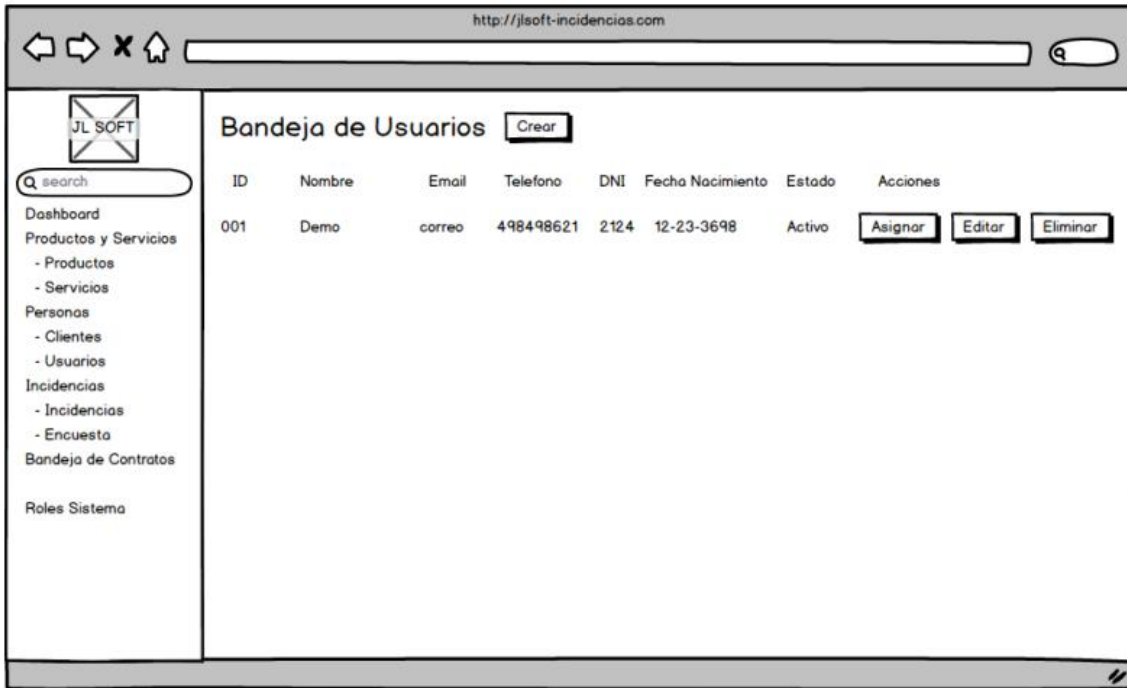 http://jlsoft-incidencias.com
JL SOFT
search
Dashboard
Productos y Servicios
- Productos
- Servicios
Personas
- Clientes
- Usuarios
Incidencias
- Incidencias
- Encuesta
Bandeja de Contratos
Roles Sistema
Bandeja de Usuarios Crear
ID Nombre Email Telefono DNI Fecha Nacimiento Estado Acciones
001 Demo correo 498498621 2124 12-23-3698 Activo Asignar Editar Eliminar